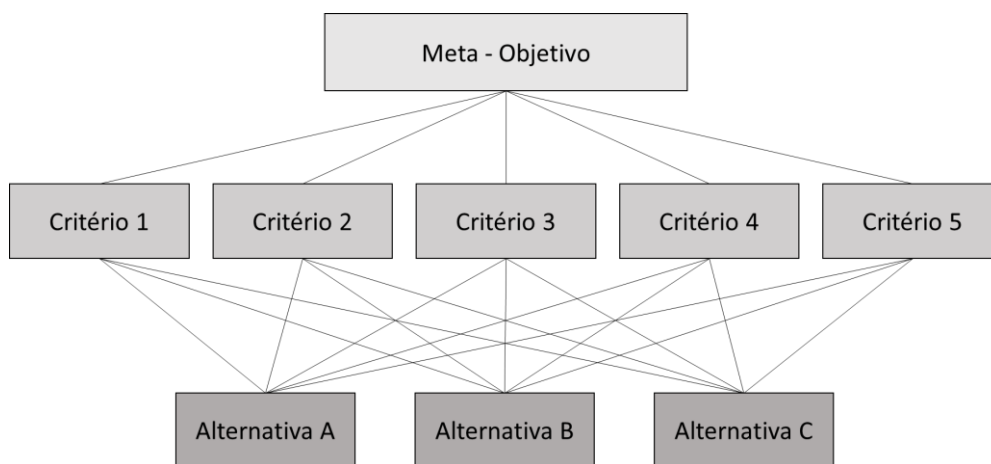 Meta - Objetivo
Critério 1
Critério 2
Critério 3
Critério 4
Critério 5
Alternativa A
Alternativa B
Alternativa C